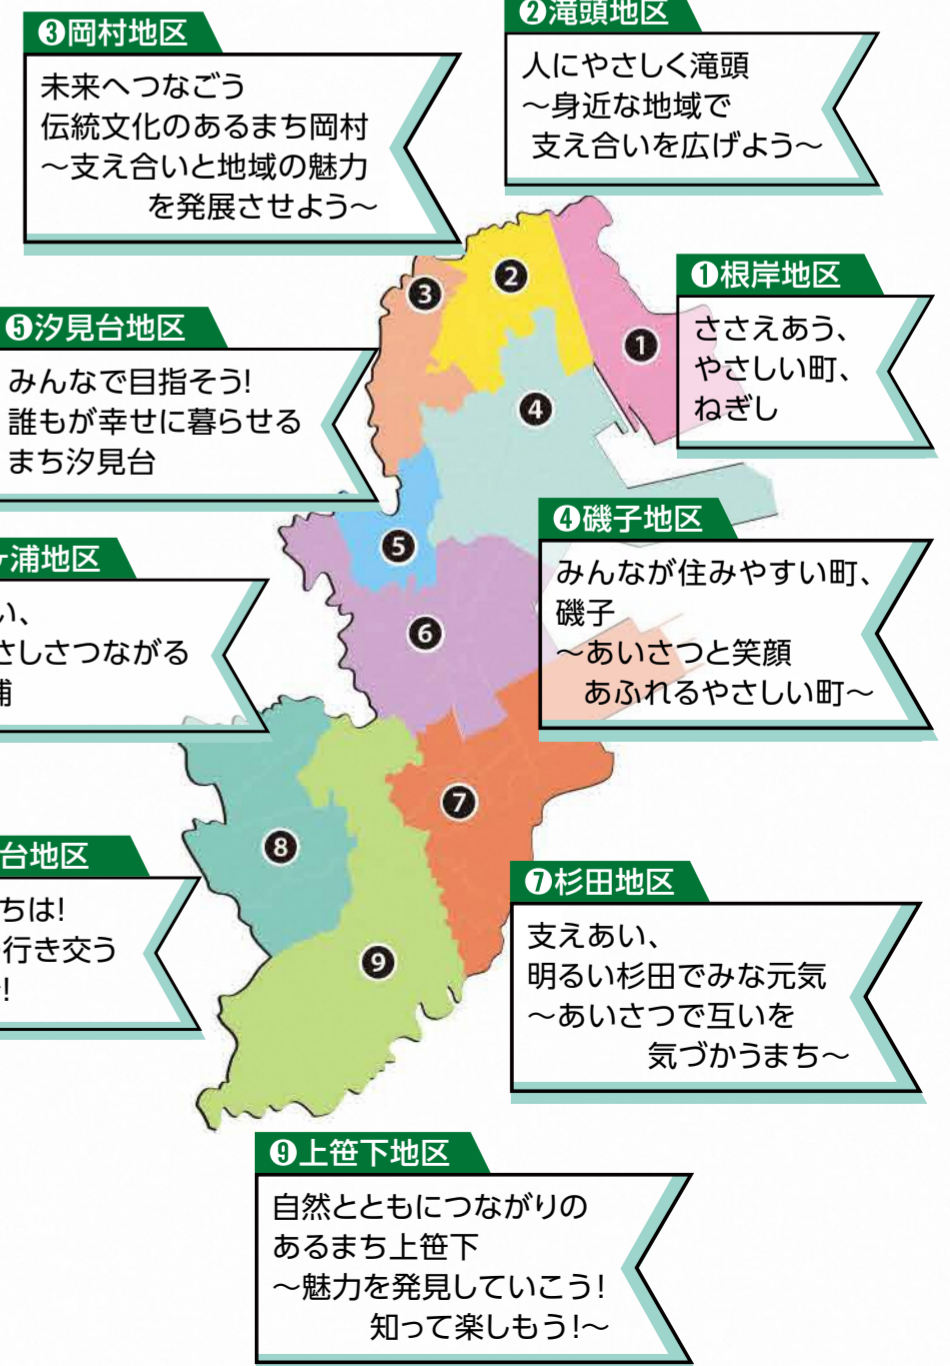 ❸岡村地区
未来へつなごう
伝統文化のあるまち岡村
～支え合いと地域の魅力
を発展させよう～
❷滝頭地区
人にやさしく滝頭
～身近な地域で
支え合いを広げよう～
❶根岸地区
ささえあう、
やさしい町、
ねぎし
❺汐見台地区
みんなで目指そう!
誰もが幸せに暮らせる
まち汐見台
❹磯子地区
みんなが住みやすい町、
磯子
～あいさつと笑顔
あふれるやさしい町～
浦地区
い、
さしさつながる
浦
台地区
ちは!
行き交う
!
❼杉田地区
支えあい、
明るい杉田でみな元気
～あいさつで互いを
気づかうまち～
❾上笹下地区
自然とともにつながりの
あるまち上笹下
～魅力を発見していこう!
知って楽しもう!～
❶
❷
❸
❹
❺
❻
❼
❽
❾